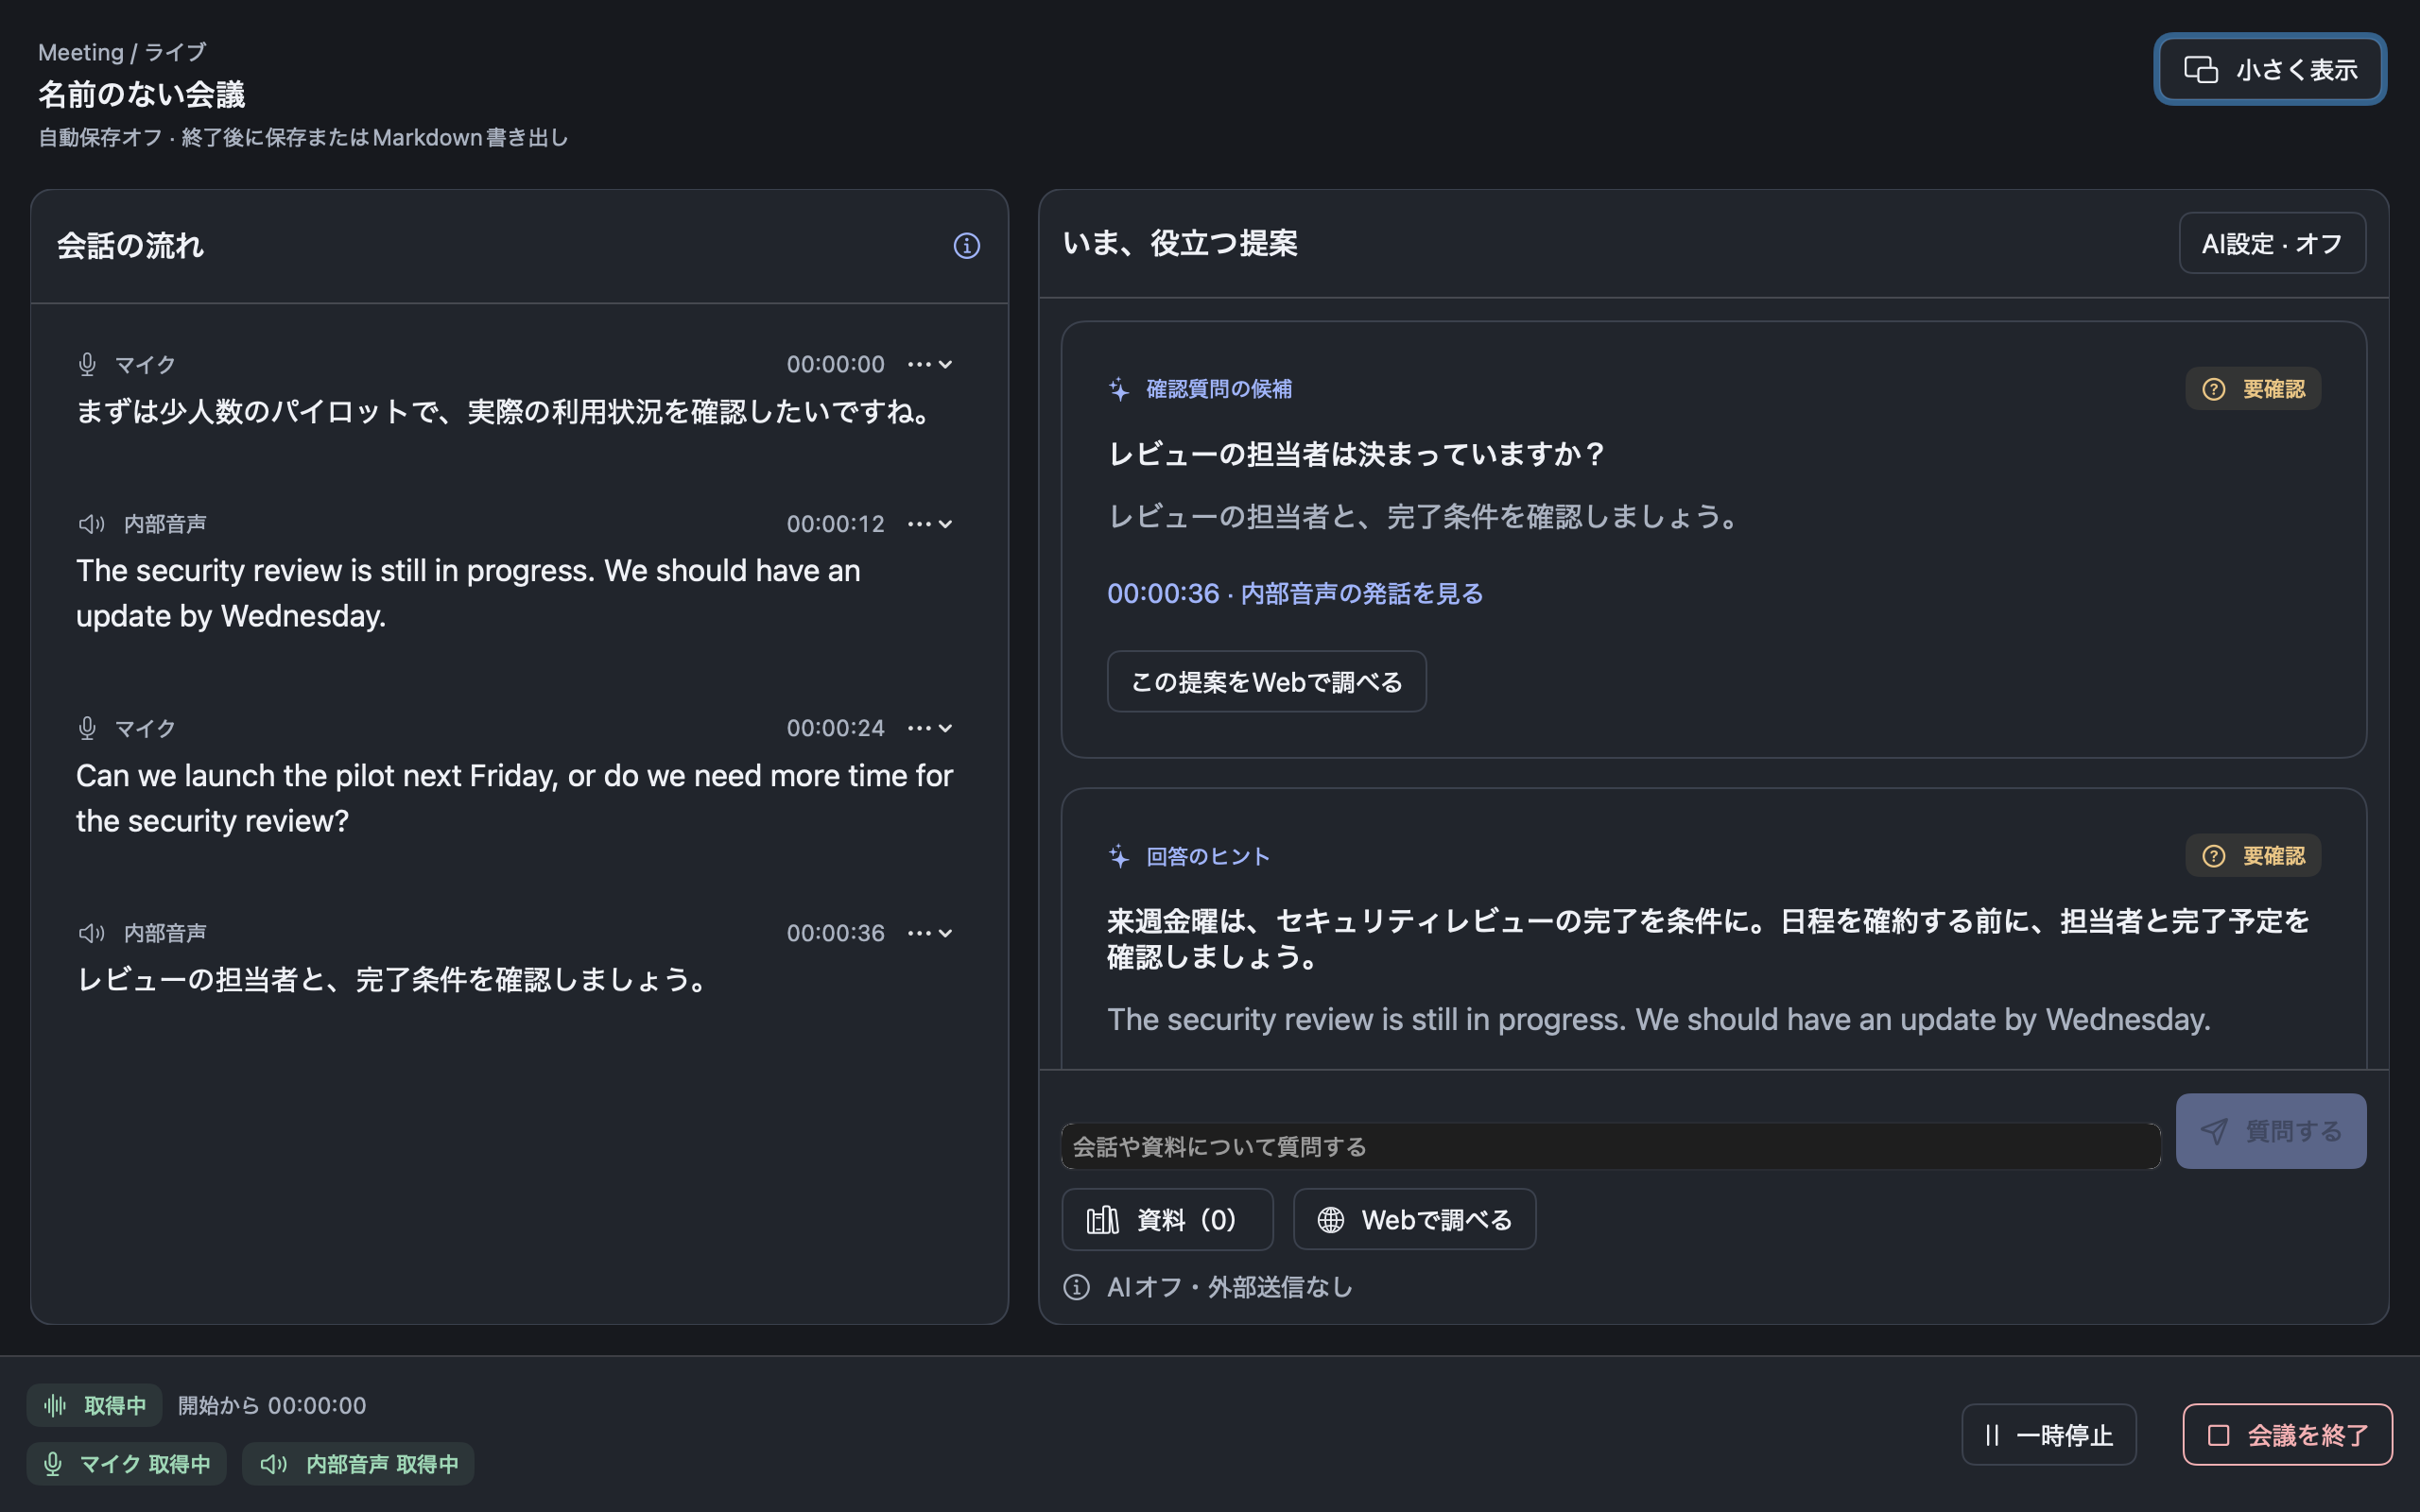 Meeting / ライブ
名前のない会議
自動保存オフ · 終了後に保存またはMarkdown書き出し
小さく表示
会話の流れ
マイク 00:00:00
まずは少人数のパイロットで、実際の利用状況を確認したいですね。
内部音声 00:00:12
The security review is still in progress. We should have an
update by Wednesday.
マイク 00:00:24
Can we launch the pilot next Friday, or do we need more time for
the security review?
内部音声 00:00:36
レビューの担当者と、完了条件を確認しましょう。
いま、役立つ提案
AI設定 · オフ
確認質問の候補
要確認
レビューの担当者は決まっていますか？
レビューの担当者と、完了条件を確認しましょう。
00:00:36 · 内部音声の発話を見る
この提案をWebで調べる
回答のヒント
要確認
来週金曜は、セキュリティレビューの完了を条件に。日程を確約する前に、担当者と完了予定を
確認しましょう。
The security review is still in progress. We should have an update by Wednesday.
会話や資料について質問する
質問する
資料（0）
Webで調べる
AIオフ・外部送信なし
取得中 開始から 00:00:00
マイク 取得中
内部音声 取得中
一時停止
会議を終了